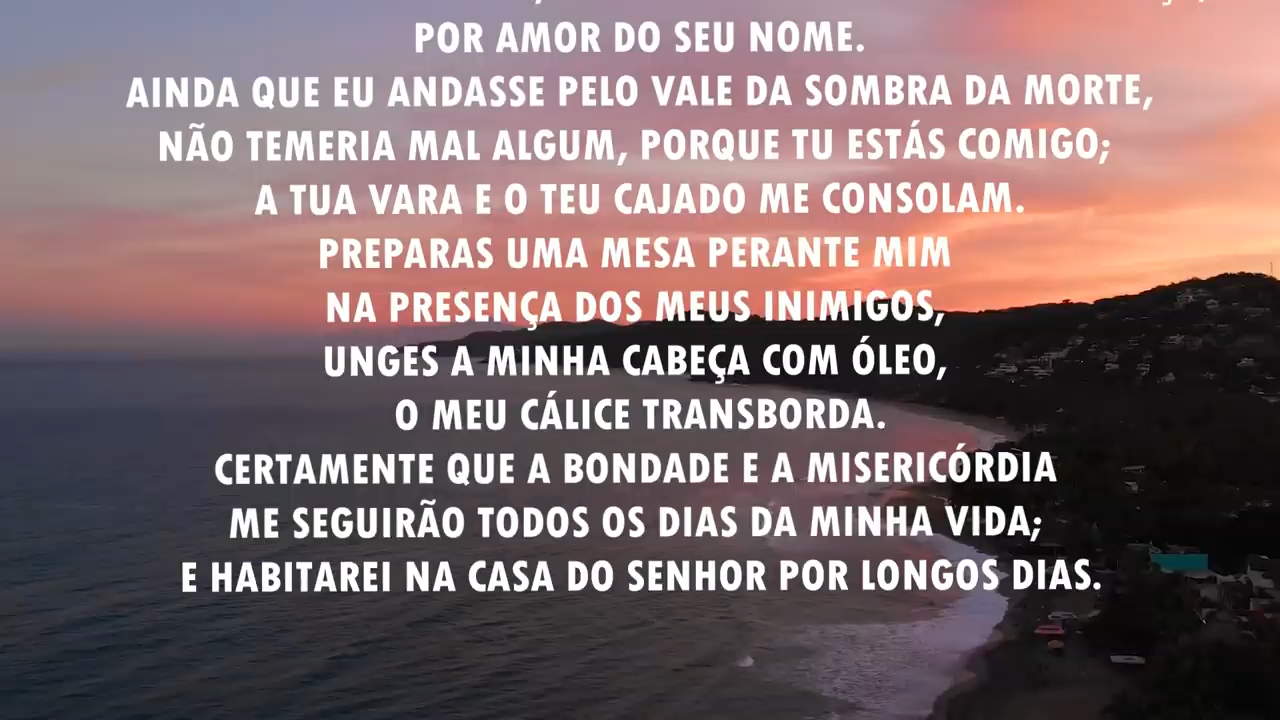 POR AMOR DO SEU NOME.
AINDA QUE EU ANDASSE PELO VALE DA SOMBRA DA MORTE,
NÃO TEMERIA MAL ALGUM, PORQUE TU ESTÁS COMIGO;
A TUA VARA E O TEU CAJADO ME CONSOLAM.
PREPARAS UMA MESA PERANTE MIM
NA PRESENÇA DOS MEUS INIMIGOS,
UNGES A MINHA CABEÇA COM ÓLEO,
O MEU CÁLICE TRANSBORDA.
CERTAMENTE QUE A BONDADE E A MISERICÓRDIA
ME SEGUIRÃO TODOS OS DIAS DA MINHA VIDA;
E HABITAREI NA CASA DO SENHOR POR LONGOS DIAS.